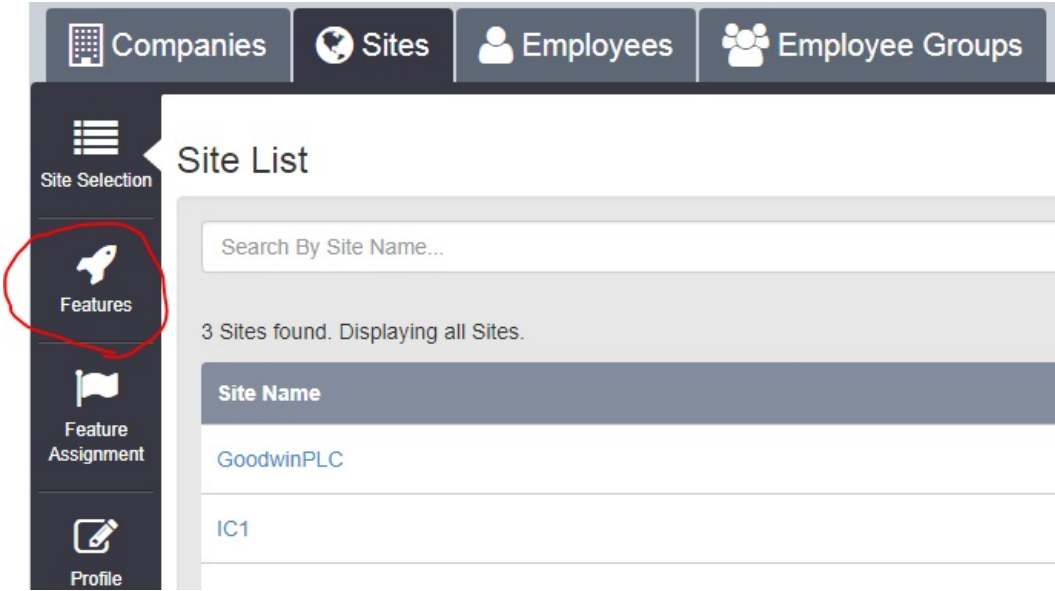 Companies
Sites
Employees
Employee Groups
Site Selection
Features
Feature
Assignment
Profile
Site List
Search By Site Name...
3 Sites found. Displaying all Sites.
Site Name
GoodwinPLC
IC1